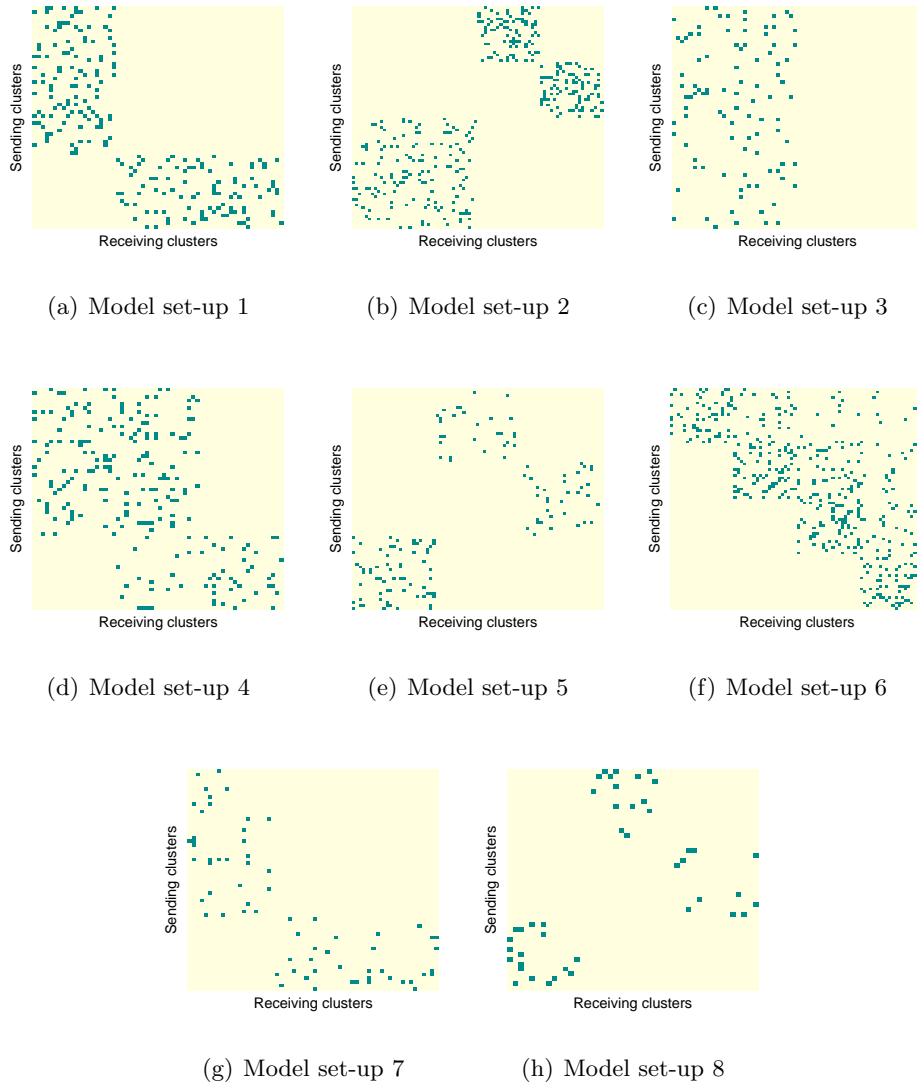 Sending clusters
Receiving clusters
(a) Model set-up 1
Sending clusters
Receiving clusters
(b) Model set-up 2
Sending clusters
Receiving clusters
(c) Model set-up 3
Sending clusters
Receiving clusters
(d) Model set-up 4
Sending clusters
Receiving clusters
(e) Model set-up 5
Sending clusters
Receiving clusters
(f) Model set-up 6
Sending clusters
Receiving clusters
(g) Model set-up 7
Sending clusters
Receiving clusters
(h) Model set-up 8